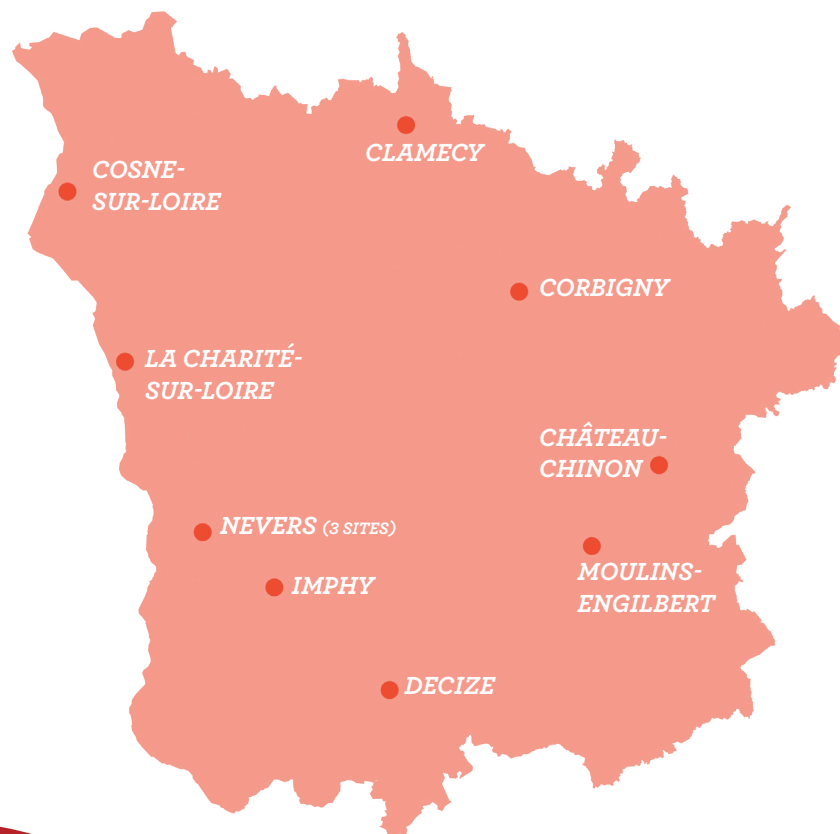 CLAMECY
COSNE-
SUR-LOIRE
CORBIGNY
LA CHARITÉ-
SUR-LOIRE
CHÂTEAU-
CHINON
NEVERS (3 SITES)
MOULINS-
ENGILBERT
IMPHY
DECIZE